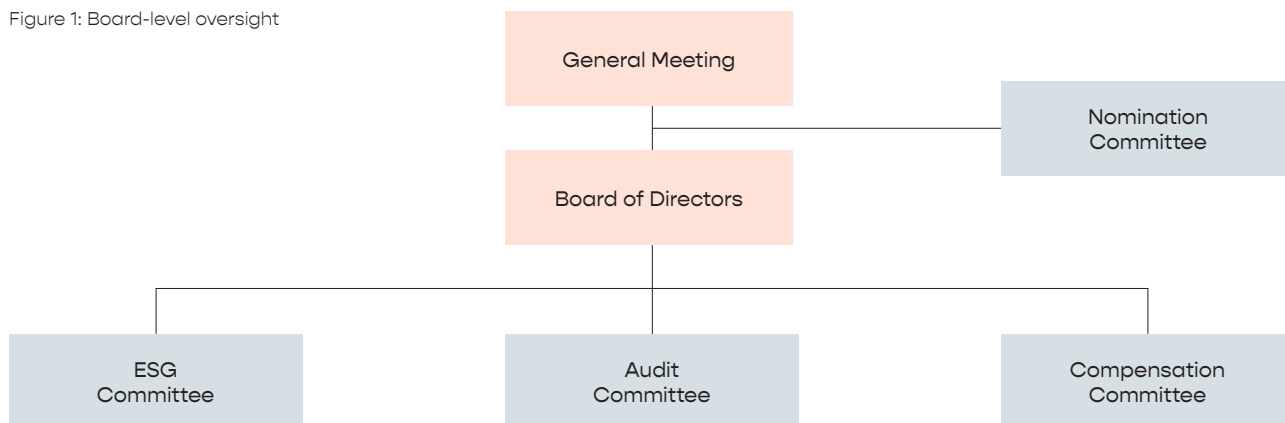 Figure 1: Board-level oversight
General Meeting
Nomination
Committee
Board of Directors
ESG
Committee
Audit
Committee
Compensation
Committee